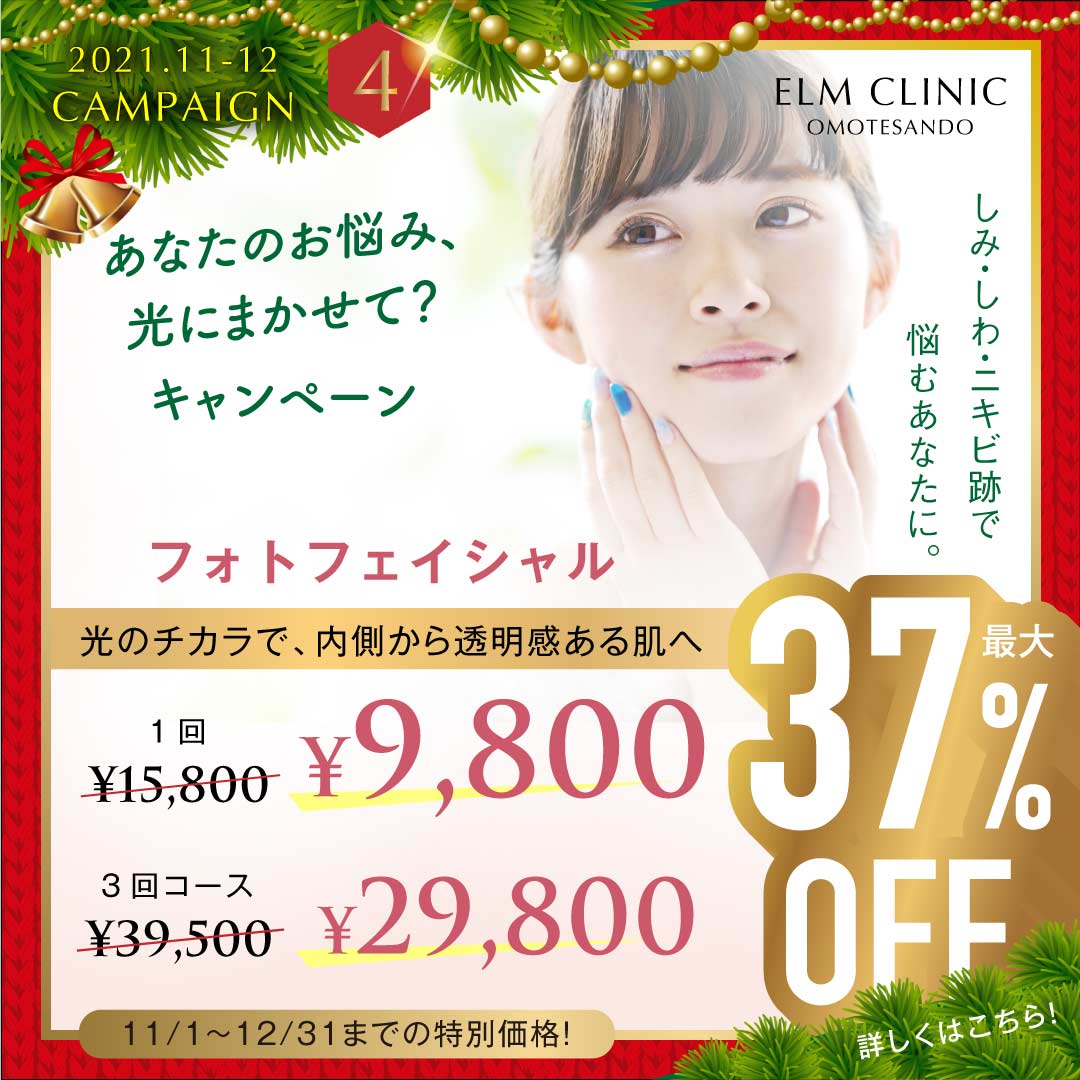 2021.11-12
CAMPAIGN
4
ELM CLINIC
OMOTESANDO
あなたのお悩み、
光にまかせて?
キャンペーン
しみ・しわ・ニキビ跡で
悩むあなたに。
フォトフェイシャル
光のチカラで、内側から透明感ある肌へ
1回
¥15,800
¥9,800
3回コース
¥39,500
¥29,800
最大
37%
OFF
11/1～12/31までの特別価格!
詳しくはこちら!